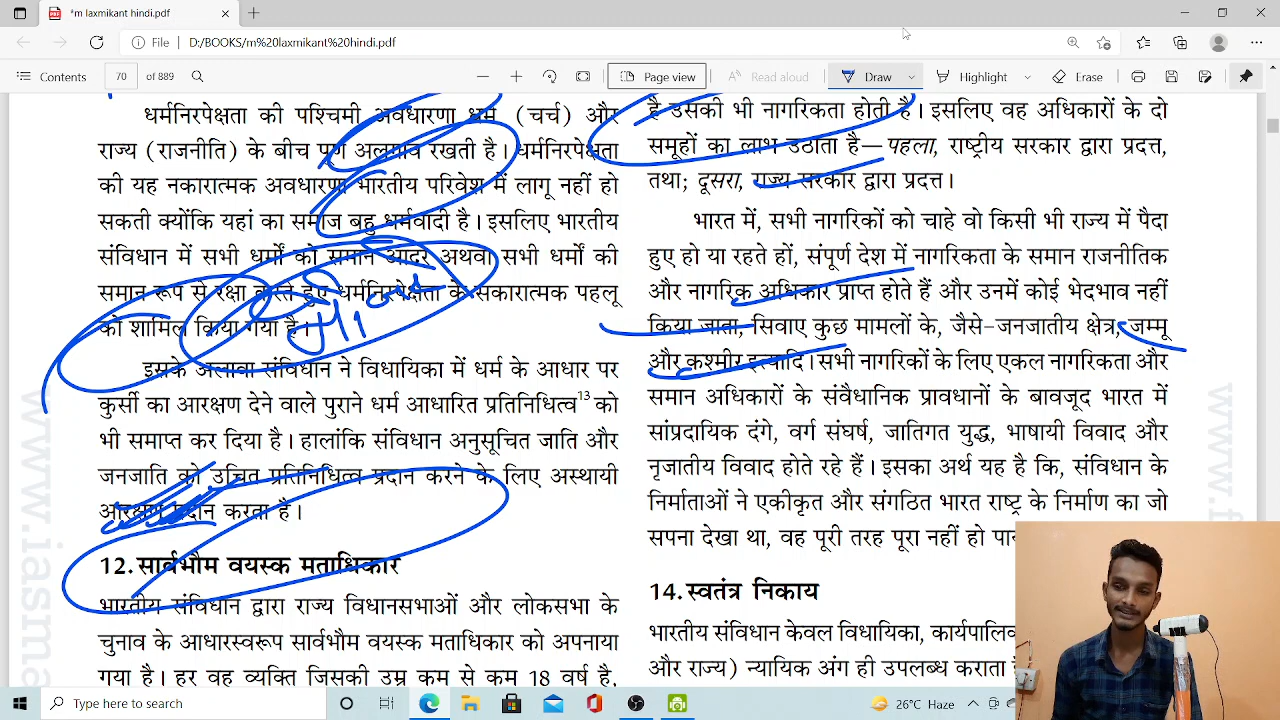 *m laxmikant hindi.pdf
File
D:/BOOKS/m%20laxmikant%20hindi.pdf
Contents
70
of 889
Page view
Read aloud
Draw
Highlight
Erase
धर्मनिरपेक्षता की पश्चिमी अवधारणा धर्म (चर्च) और
राज्य (राजनीति) के बीच पूर्ण अलगाव रखती है। धर्मनिरपेक्षता
की यह नकारात्मक अवधारणा भारतीय परिवेश में लागू नहीं हो
सकती क्योंकि यहां का समाज बहु धर्मवादी है। इसलिए भारतीय
संविधान में सभी धर्मों को समान आदर अथवा सभी धर्मों की
समान रूप से रक्षा करते हुए धर्मनिरपेक्षता के सकारात्मक पहलू
को शामिल किया गया है।
इसके अलावा संविधान ने विधायिका में धर्म के आधार पर
कुर्सी का आरक्षण देने वाले पुराने धर्म आधारित प्रतिनिधित्व13 को
भी समाप्त कर दिया है। हालांकि संविधान अनुसूचित जाति और
जनजाति को उचित प्रतिनिधित्व प्रदान करने के लिए अस्थायी
आरक्षण प्रदान करता है।
12. सार्वभौम वयस्क मताधिकार
भारतीय संविधान द्वारा राज्य विधानसभाओं और लोकसभा के
चुनाव के आधारस्वरूप सार्वभौम वयस्क मताधिकार को अपनाया
गया है। हर वह व्यक्ति जिसकी उम्र कम से कम 18 वर्ष है,
है उसकी भी नागरिकता होती है। इसलिए वह अधिकारों के दो
समूहों का लाभ उठाता है—पहला, राष्ट्रीय सरकार द्वारा प्रदत्त,
तथा; दूसरा, राज्य सरकार द्वारा प्रदत्त।
भारत में, सभी नागरिकों को चाहे वो किसी भी राज्य में पैदा
हुए हो या रहते हों, संपूर्ण देश में नागरिकता के समान राजनीतिक
और नागरिक अधिकार प्राप्त होते हैं और उनमें कोई भेदभाव नहीं
किया जाता, सिवाए कुछ मामलों के, जैसे–जनजातीय क्षेत्र, जम्मू
और कश्मीर इत्यादि। सभी नागरिकों के लिए एकल नागरिकता और
समान अधिकारों के संवैधानिक प्रावधानों के बावजूद भारत में
सांप्रदायिक दंगे, वर्ग संघर्ष, जातिगत युद्ध, भाषायी विवाद और
नृजातीय विवाद होते रहे हैं। इसका अर्थ यह है कि, संविधान के
निर्माताओं ने एकीकृत और संगठित भारत राष्ट्र के निर्माण का जो
सपना देखा था, वह पूरी तरह पूरा नहीं हो
14. स्वतंत्र निकाय
भारतीय संविधान केवल विधायिका,
और राज्य) न्यायिक अंग ही उपलब्ध कराता
www.iasma
www.f
Type here to search
26°C Haze